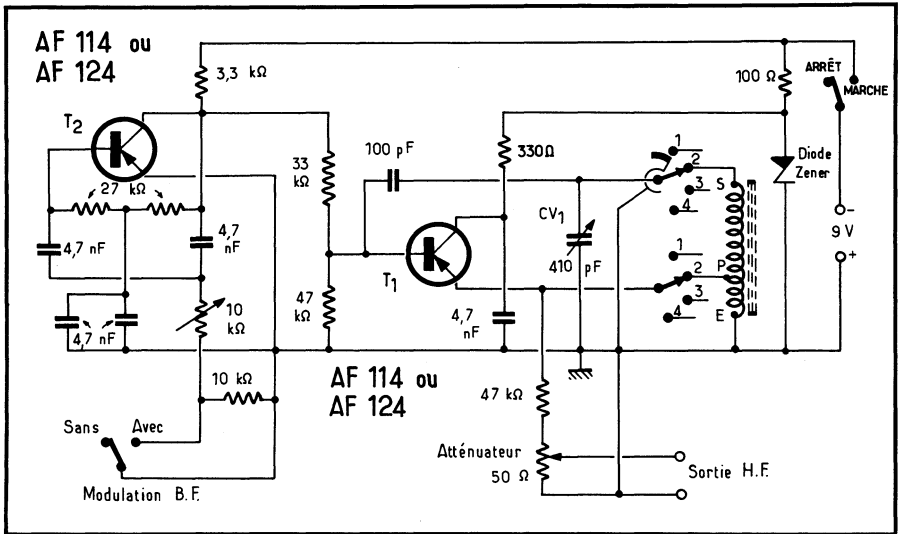 AF 114 ou
AF 124
3,3 kΩ
100 Ω
ARRÊT
MARCHE
T2
33
kΩ
100 pF
330Ω
1
2
3
4
S
Diode
Zener
27 kΩ
4,7 nF
4,7
nF
CV1
410 pF
T1
1
2
3
4
P
E
-
9 V
+
10
kΩ
47
kΩ
4,7
nF
4,7 nF
10 kΩ
AF 114 ou
AF 124
47 kΩ
Sans
Avec
Atténuateur
50 Ω
Sortie H.F.
Modulation B.F.